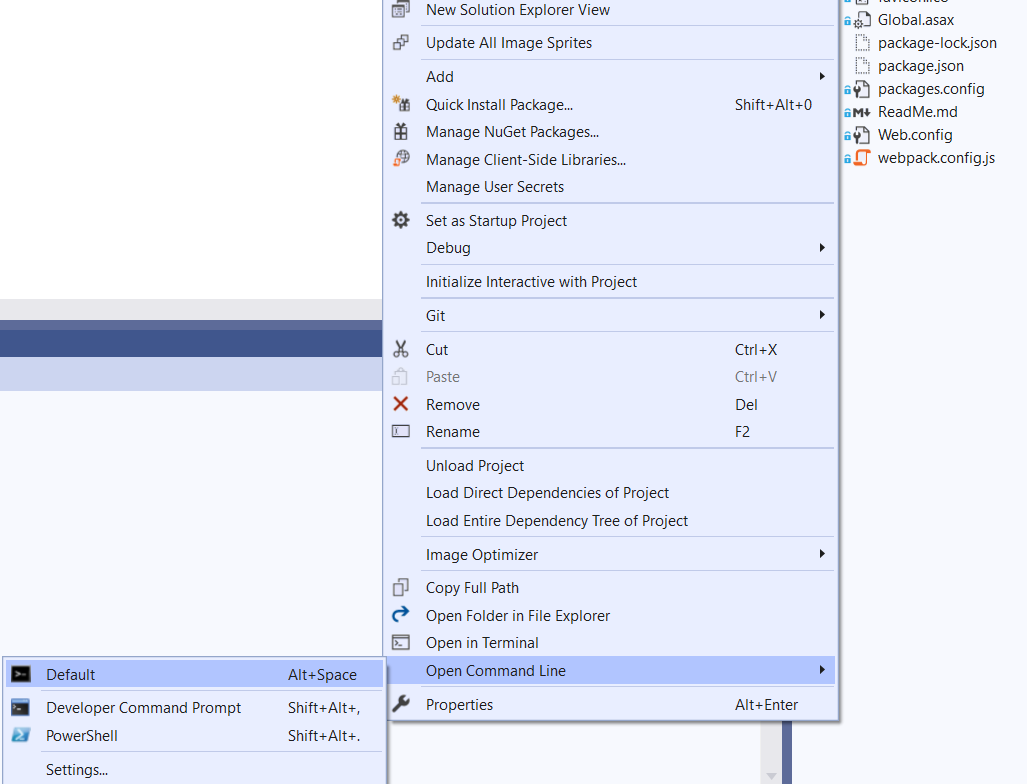 New Solution Explorer View
Update All Image Sprites
Add
Quick Install Package... Shift+Alt+0
Manage NuGet Packages...
Manage Client-Side Libraries...
Manage User Secrets
Set as Startup Project
Debug
Initialize Interactive with Project
Git
Cut Ctrl+X
Paste Ctrl+V
Remove Del
Rename F2
Unload Project
Load Direct Dependencies of Project
Load Entire Dependency Tree of Project
Image Optimizer
Copy Full Path
Open Folder in File Explorer
Open in Terminal
Open Command Line
Properties Alt+Enter
Default Alt+Space
Developer Command Prompt Shift+Alt+,
PowerShell Shift+Alt+.
Settings...
Global.asax
package-lock.json
package.json
packages.config
M ReadMe.md
Web.config
webpack.config.js